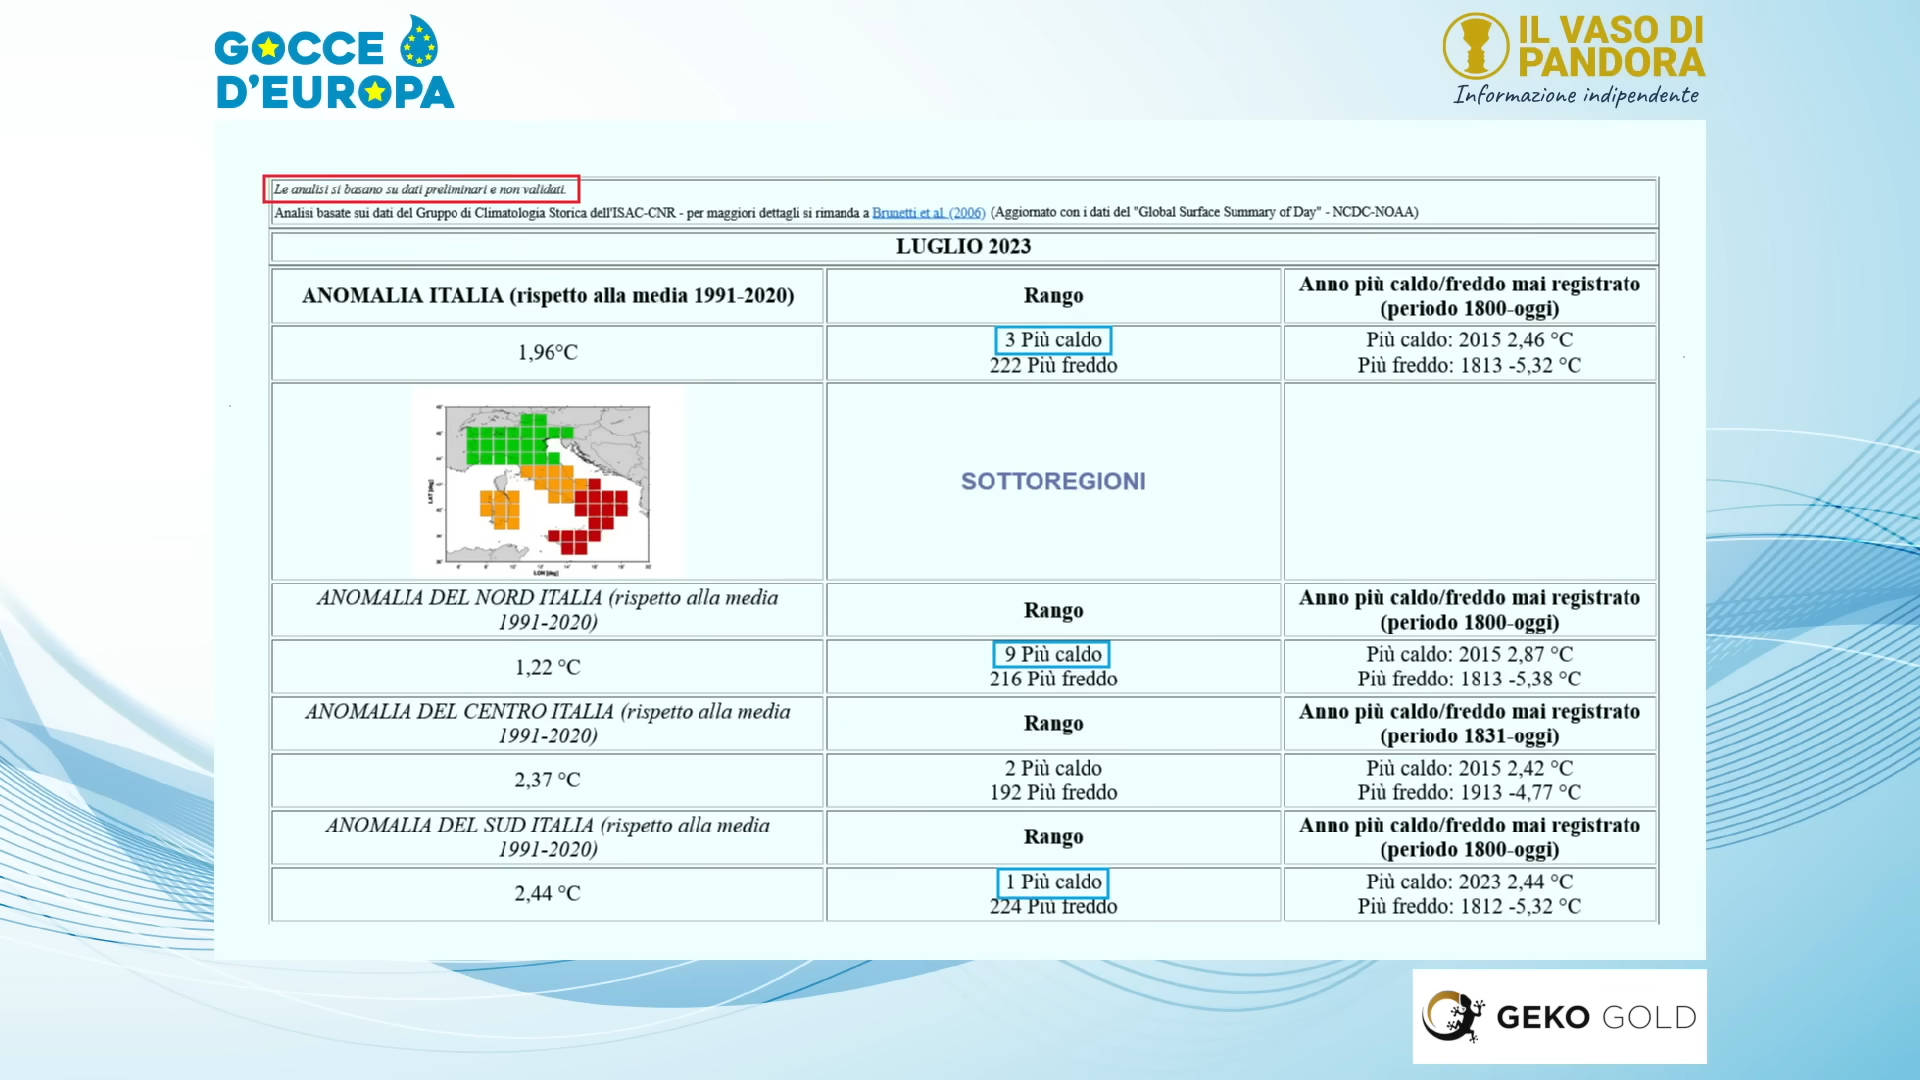 GOCCE
D'EUROPA
IL VASO DI
PANDORA
Informazione indipendente
Le analisi si basano su dati preliminari e non validati.
Analisi basate sui dati del Gruppo di Climatologia Storica dell'ISAC-CNR - per maggiori dettagli si rimanda a Brunetti et al. (2006) (Aggiornato con i dati del "Global Surface Summary of Day" - NCDC-NOAA)
LUGLIO 2023
ANOMALIA ITALIA (rispetto alla media 1991-2020)
Rango
Anno più caldo/freddo mai registrato
(periodo 1800-oggi)
1,96°C
3 Più caldo
222 Più freddo
Più caldo: 2015 2,46 °C
Più freddo: 1813 -5,32 °C
LAT [deg]
LON [deg]
SOTTOREGIONI
ANOMALIA DEL NORD ITALIA (rispetto alla media
1991-2020)
Rango
Anno più caldo/freddo mai registrato
(periodo 1800-oggi)
1,22 °C
9 Più caldo
216 Più freddo
Più caldo: 2015 2,87 °C
Più freddo: 1813 -5,38 °C
ANOMALIA DEL CENTRO ITALIA (rispetto alla media
1991-2020)
Rango
Anno più caldo/freddo mai registrato
(periodo 1831-oggi)
2,37 °C
2 Più caldo
192 Più freddo
Più caldo: 2015 2,42 °C
Più freddo: 1913 -4,77 °C
ANOMALIA DEL SUD ITALIA (rispetto alla media
1991-2020)
Rango
Anno più caldo/freddo mai registrato
(periodo 1800-oggi)
2,44 °C
1 Più caldo
224 Più freddo
Più caldo: 2023 2,44 °C
Più freddo: 1812 -5,32 °C
GEKO GOLD